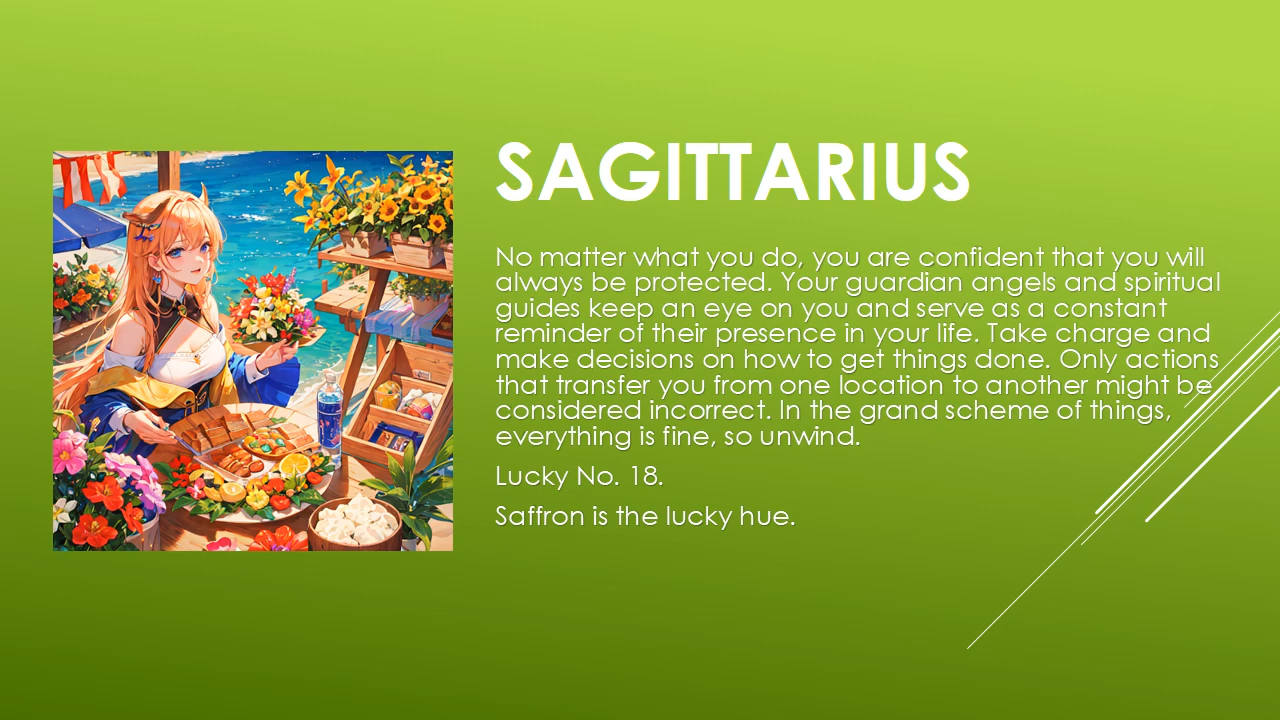 SAGITTARIUS
No matter what you do, you are confident that you will
always be protected. Your guardian angels and spiritual
guides keep an eye on you and serve as a constant
reminder of their presence in your life. Take charge and
make decisions on how to get things done. Only actions
that transfer you from one location to another might be
considered incorrect. In the grand scheme of things,
everything is fine, so unwind.
Lucky No. 18.
Saffron is the lucky hue.